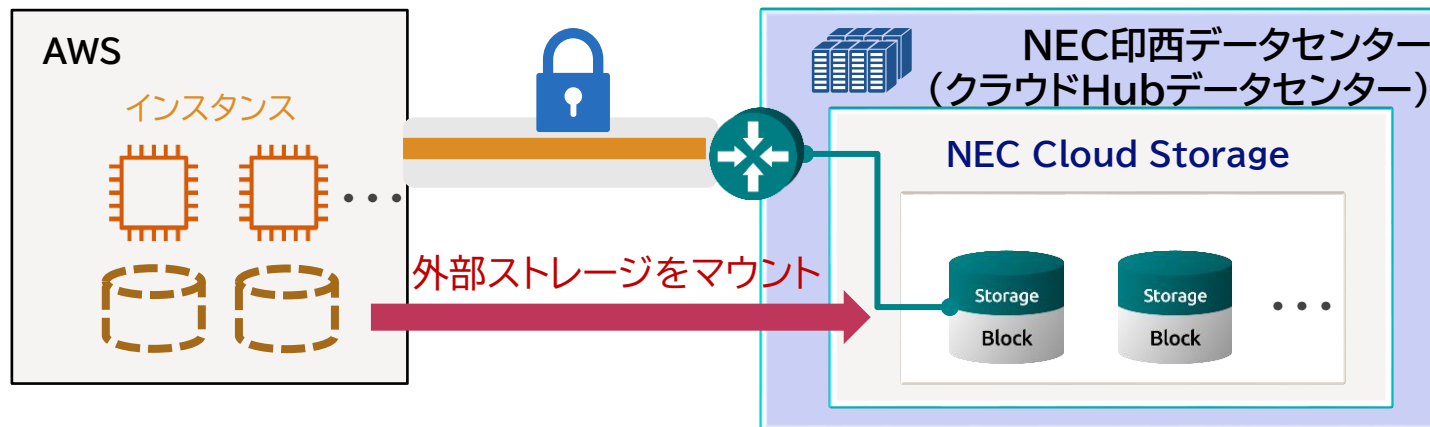 AWS
インスタンス
・・・
外部ストレージをマウント
NEC印西データセンター
(クラウドHubデータセンター)
NEC Cloud Storage
Storage
Block
Storage
Block
・・・